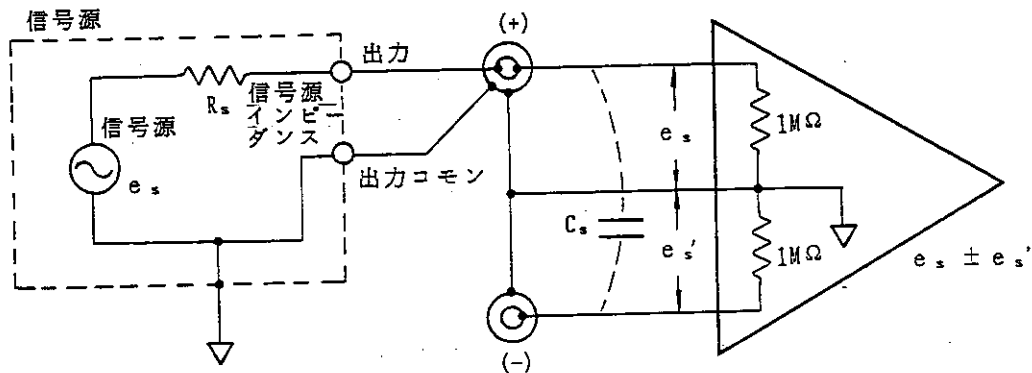 信号源
(+)
出力
Rs
信号源
インピー
ダンス
信号源
es
出力コモン
es
1MΩ
Cs
es'
1MΩ
es ± es'
(-)